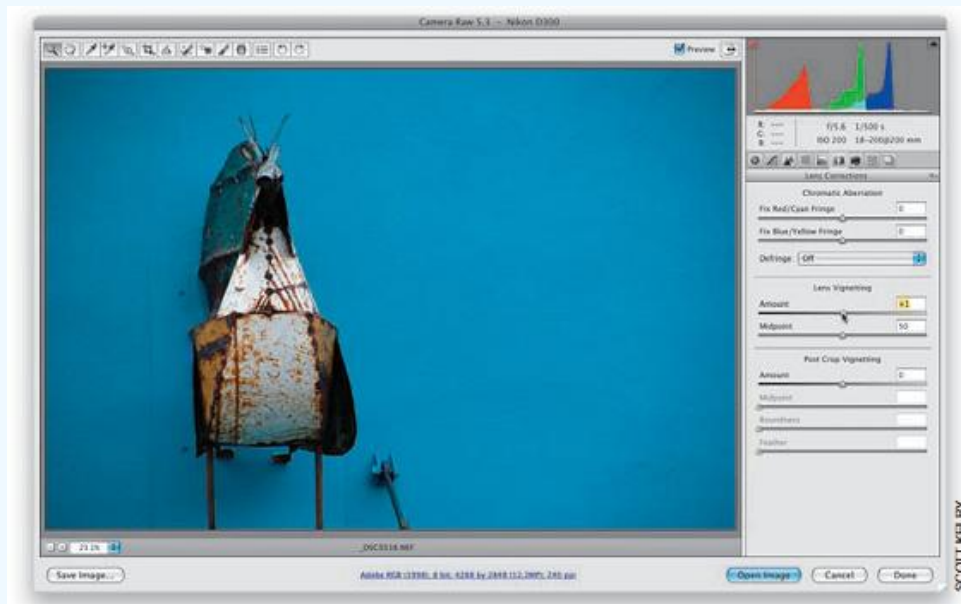 Camera Raw 5.3 – Nikon D300
Preview
R: ---
G: ---
B: ---
f/5.6 1/500 s
ISO 200 18-200@200 mm
Lens Corrections
Chromatic Aberration
Fix Red/Cyan Fringe 0
Fix Blue/Yellow Fringe 0
Defringe: Off
Lens Vignetting
Amount +1
Midpoint 50
Post Crop Vignetting
Amount 0
Midpoint
Roundness
Feather
23.1%
_DSC5518.NEF
Save Image...
Adobe RGB (1998); 8 bit; 4288 by 2848 (12.2MP); 240 ppi
Open Image
Cancel
Done
SCOTT KELBY